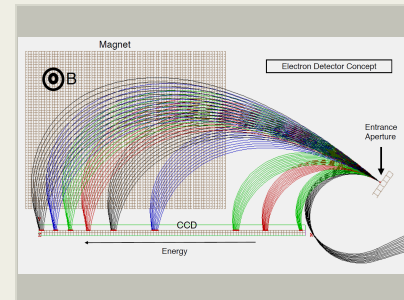 Magnet
B
Electron Detector Concept
Entrance
Aperture
CCD
Energy